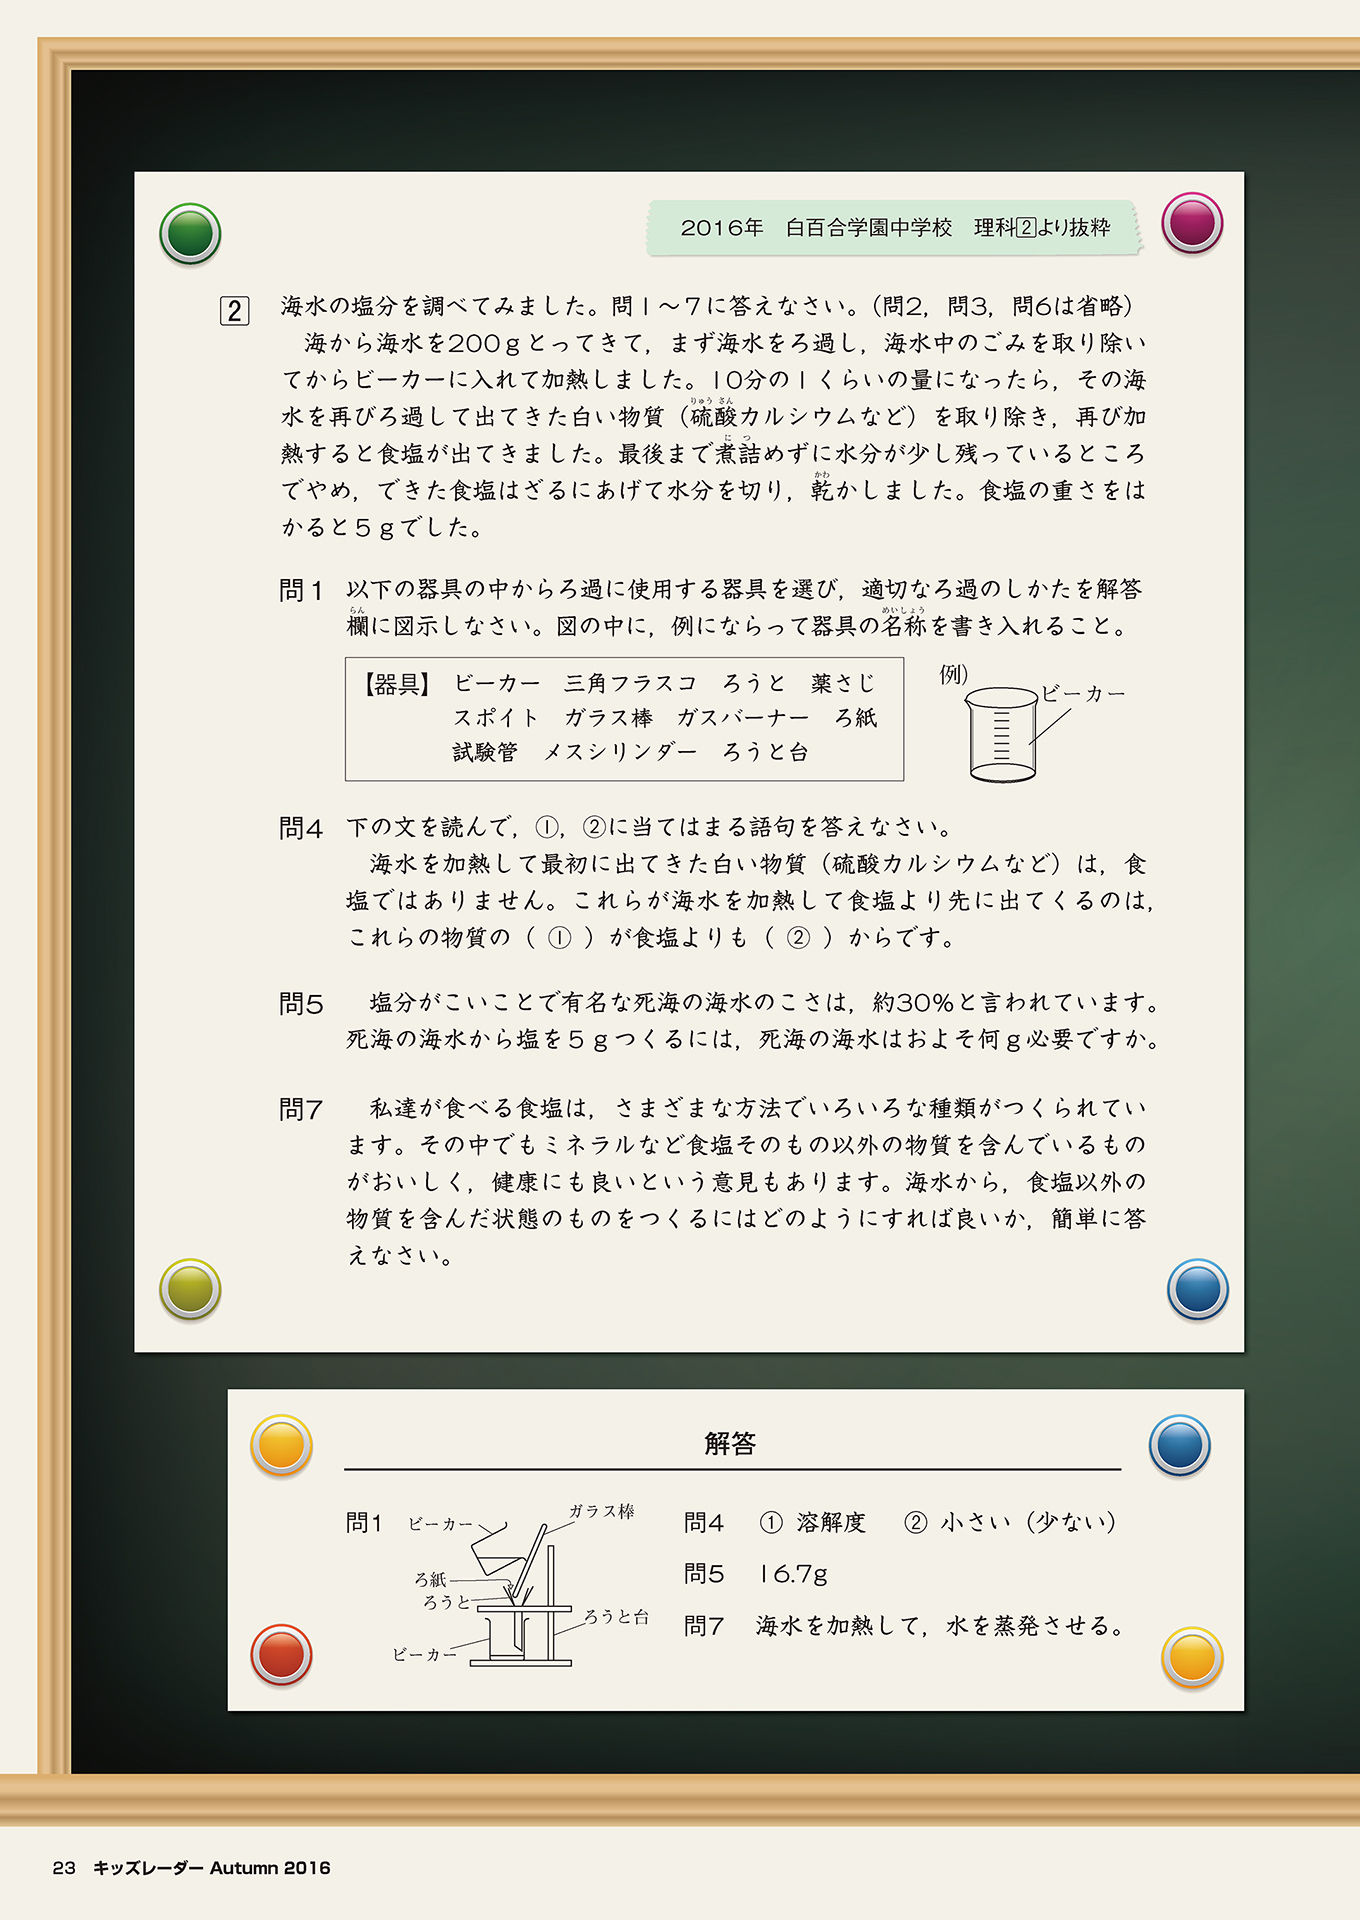 2016年　白百合学園中学校　理科2より抜粋
2　海水の塩分を調べてみました。問1～7に答えなさい。（問2，問3，問6は省略）
海から海水を200ｇとってきて，まず海水をろ過し，海水中のごみを取り除い
てからビーカーに入れて加熱しました。10分の1くらいの量になったら，その海
りゅう さん
水を再びろ過して出てきた白い物質（硫酸カルシウムなど）を取り除き，再び加
に つ
熱すると食塩が出てきました。最後まで煮詰めずに水分が少し残っているところ
かわ
でやめ，できた食塩はざるにあげて水分を切り，乾かしました。食塩の重さをは
かると5ｇでした。
問1　以下の器具の中からろ過に使用する器具を選び，適切なろ過のしかたを解答
らん　めいしょう
欄に図示しなさい。図の中に，例にならって器具の名称を書き入れること。
【器具】　ビーカー　三角フラスコ　ろうと　薬さじ
スポイト　ガラス棒　ガスバーナー　ろ紙
試験管　メスシリンダー　ろうと台
例）
ビーカー
問4　下の文を読んで，①，②に当てはまる語句を答えなさい。
海水を加熱して最初に出てきた白い物質（硫酸カルシウムなど）は，食
塩ではありません。これらが海水を加熱して食塩より先に出てくるのは，
これらの物質の（ ① ）が食塩よりも（ ② ）からです。
問5　塩分がこいことで有名な死海の海水のこさは，約30％と言われています。
死海の海水から塩を5ｇつくるには，死海の海水はおよそ何ｇ必要ですか。
問7　私達が食べる食塩は，さまざまな方法でいろいろな種類がつくられてい
ます。その中でもミネラルなど食塩そのもの以外の物質を含んでいるもの
がおいしく，健康にも良いという意見もあります。海水から，食塩以外の
物質を含んだ状態のものをつくるにはどのようにすれば良いか，簡単に答
えなさい。
解答
問1
ビーカー
ガラス棒
ろ紙
ろうと
ろうと台
ビーカー
問4　① 溶解度　② 小さい（少ない）
問5　16.7g
問7　海水を加熱して，水を蒸発させる。
23　キッズレーダー Autumn 2016